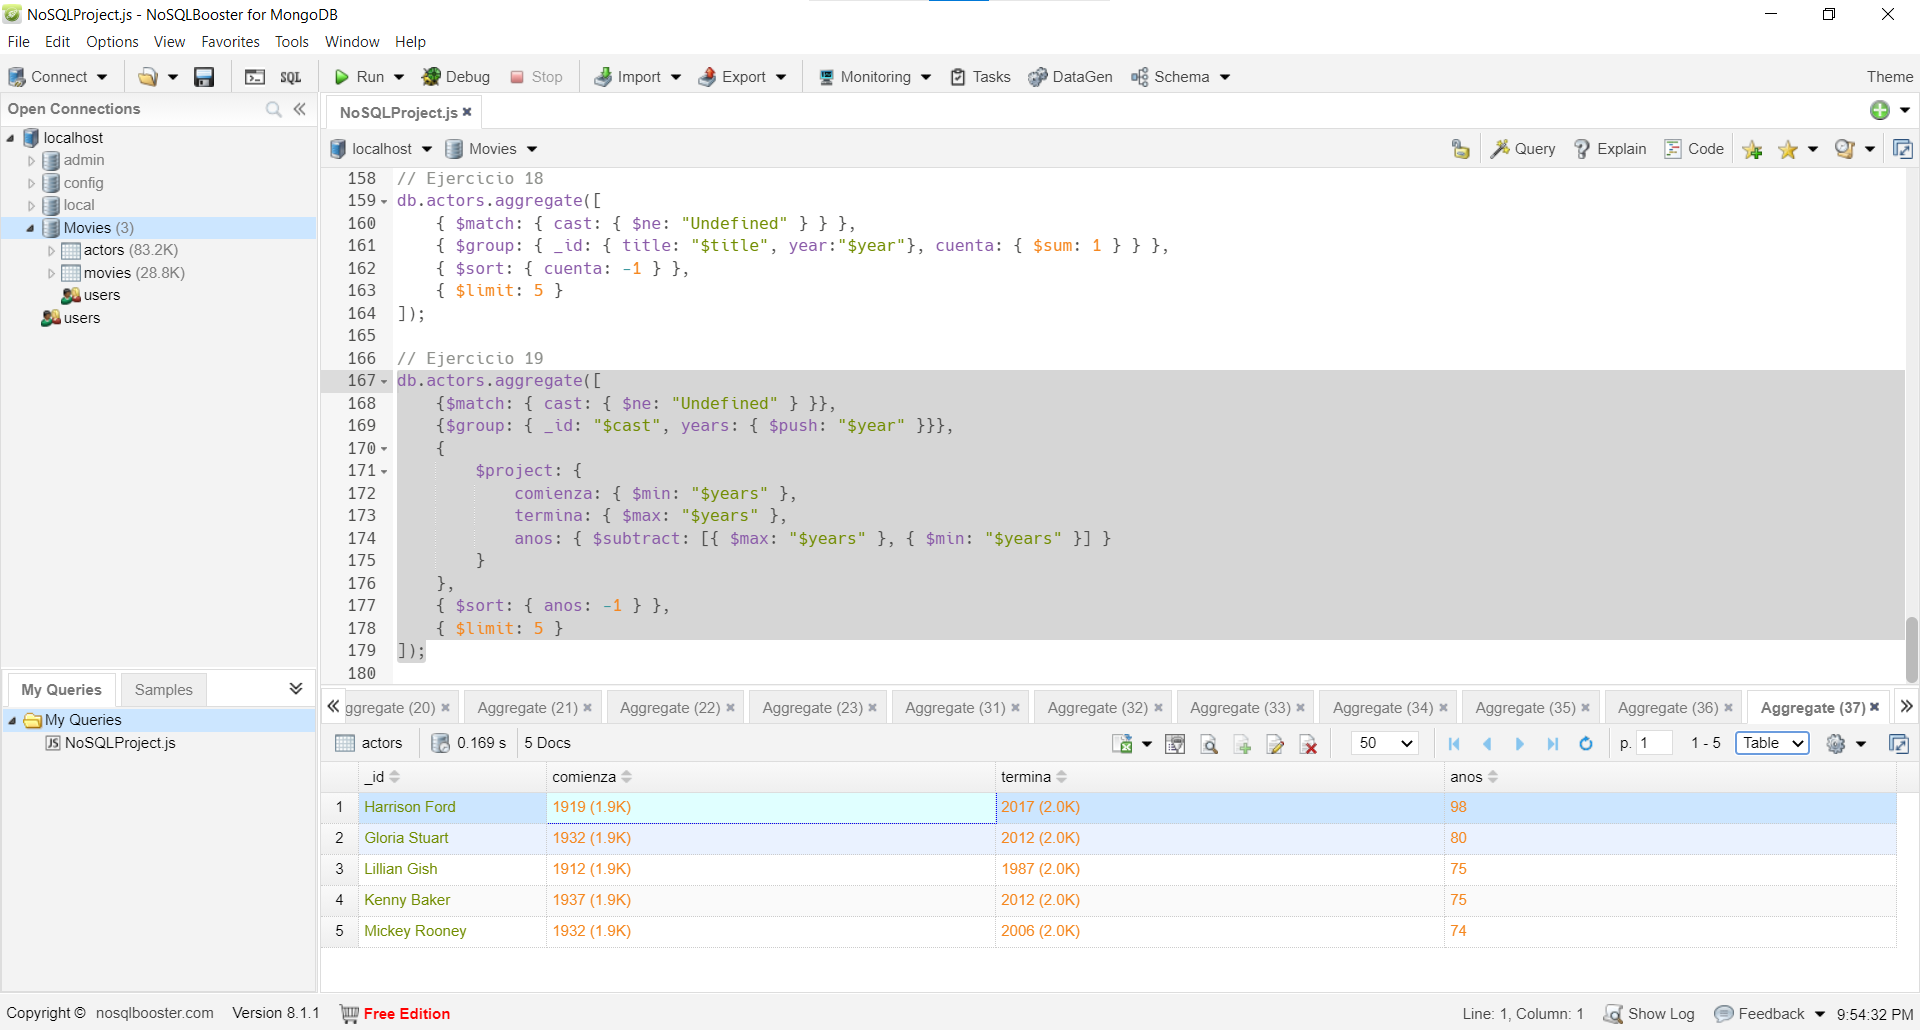 NoSQLProject.js - NoSQLBooster for MongoDB
File Edit Options View Favorites Tools Window Help
Connect SQL Run Debug Stop Import Export Monitoring Tasks DataGen Schema Theme
Open Connections
localhost
admin
config
local
Movies (3)
actors (83.2K)
movies (28.8K)
users
users
My Queries Samples
My Queries
JS NoSQLProject.js
NoSQLProject.js
localhost Movies Query Explain Code
158 // Ejercicio 18
159 db.actors.aggregate([
160 { $match: { cast: { $ne: "Undefined" } } },
161 { $group: { _id: { title: "$title", year:"$year"}, cuenta: { $sum: 1 } } },
162 { $sort: { cuenta: -1 } },
163 { $limit: 5 }
164 ]);
165
166 // Ejercicio 19
167 db.actors.aggregate([
168 {$match: { cast: { $ne: "Undefined" } }},
169 {$group: { _id: "$cast", years: { $push: "$year" }}},
170 {
171 $project: {
172 comienza: { $min: "$years" },
173 termina: { $max: "$years" },
174 anos: { $subtract: [{ $max: "$years" }, { $min: "$years" }] }
175 }
176 },
177 { $sort: { anos: -1 } },
178 { $limit: 5 }
179 ]);
180
ggregate (20) Aggregate (21) Aggregate (22) Aggregate (23) Aggregate (31) Aggregate (32) Aggregate (33) Aggregate (34) Aggregate (35) Aggregate (36) Aggregate (37)
actors 0.169 s 5 Docs 50 p. 1 1 - 5 Table
_id comienza termina anos
1 Harrison Ford 1919 (1.9K) 2017 (2.0K) 98
2 Gloria Stuart 1932 (1.9K) 2012 (2.0K) 80
3 Lillian Gish 1912 (1.9K) 1987 (2.0K) 75
4 Kenny Baker 1937 (1.9K) 2012 (2.0K) 75
5 Mickey Rooney 1932 (1.9K) 2006 (2.0K) 74
Copyright © nosqlbooster.com Version 8.1.1 Free Edition Line: 1, Column: 1 Show Log Feedback 9:54:32 PM